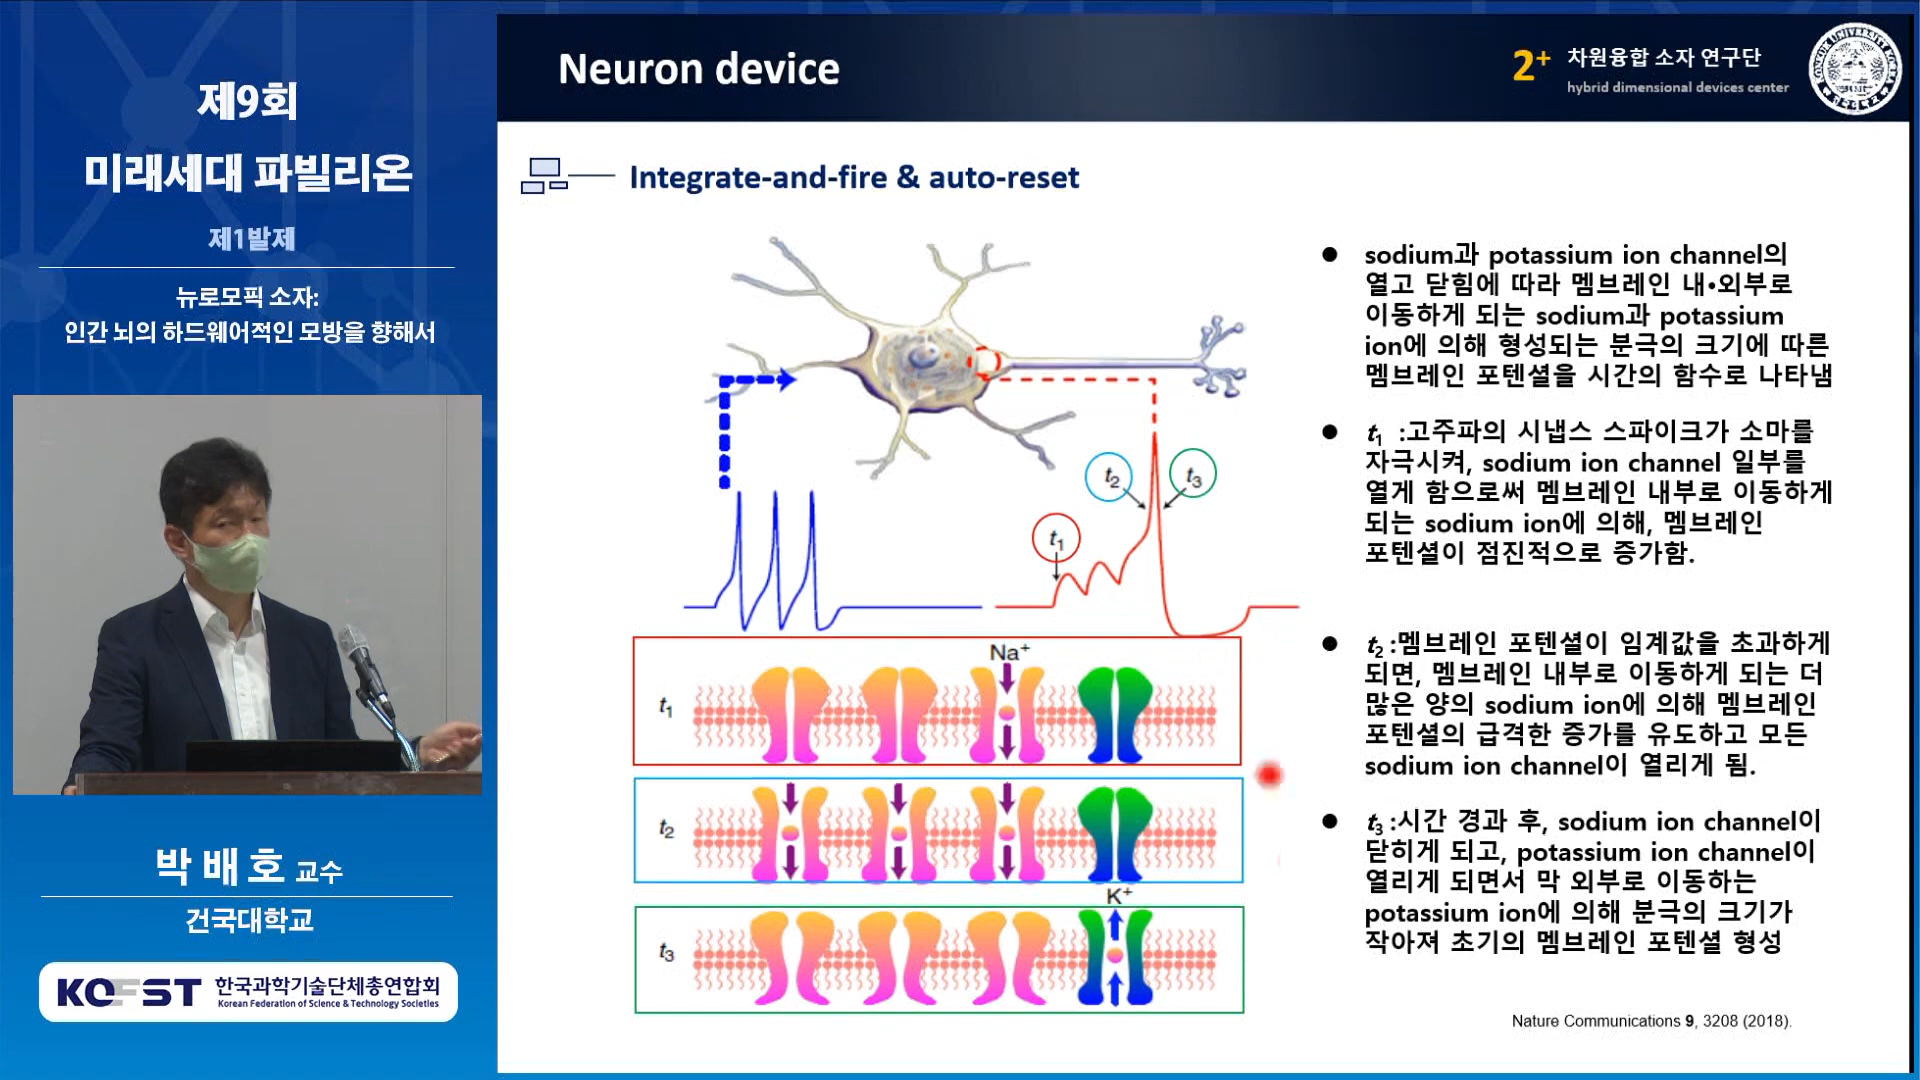 제9회
미래세대 파빌리온
제1발제
뉴로모픽 소자:
인간 뇌의 하드웨어적인 모방을 향해서
박 배 호 교수
건국대학교
KOFST 한국과학기술단체총연합회
Korean Federation of Science & Technology Societies
Neuron device
2+ 차원융합 소자 연구단
hybrid dimensional devices center
Integrate-and-fire & auto-reset
t1
t2
t3
t1
Na+
t2
t3
K+
● sodium과 potassium ion channel의
열고 닫힘에 따라 멤브레인 내•외부로
이동하게 되는 sodium과 potassium
ion에 의해 형성되는 분극의 크기에 따른
멤브레인 포텐셜을 시간의 함수로 나타냄
● t1 :고주파의 시냅스 스파이크가 소마를
자극시켜, sodium ion channel 일부를
열게 함으로써 멤브레인 내부로 이동하게
되는 sodium ion에 의해, 멤브레인
포텐셜이 점진적으로 증가함.
● t2 :멤브레인 포텐셜이 임계값을 초과하게
되면, 멤브레인 내부로 이동하게 되는 더
많은 양의 sodium ion에 의해 멤브레인
포텐셜의 급격한 증가를 유도하고 모든
sodium ion channel이 열리게 됨.
● t3 :시간 경과 후, sodium ion channel이
닫히게 되고, potassium ion channel이
열리게 되면서 막 외부로 이동하는
potassium ion에 의해 분극의 크기가
작아져 초기의 멤브레인 포텐셜 형성
Nature Communications 9, 3208 (2018).